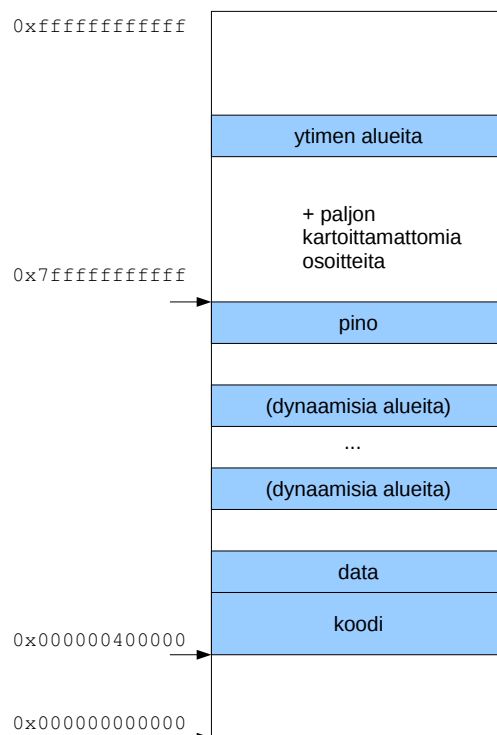 0xffffffffffff
ytimen alueita
+ paljon
kartoittamattomia
osoitteita
0x7fffffffffff
pino
(dynaamisia alueita)
...
(dynaamisia alueita)
data
koodi
0x000000400000
0x000000000000